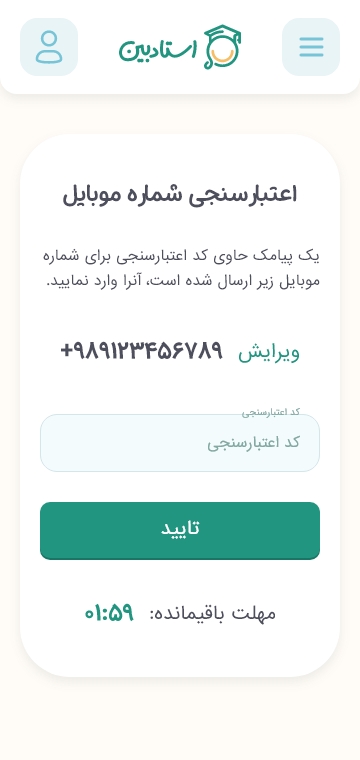 استادبین
اعتبارسنجی شماره موبایل
یک پیامک حاوی کد اعتبارسنجی برای شماره
موبایل زیر ارسال شده است، آنرا وارد نمایید.
ویرایش +۹۸۹۱۲۳۴۵۶۷۸۹
کد اعتبارسنجی
کد اعتبارسنجی
تایید
مهلت باقیمانده: ۰۱:۵۹